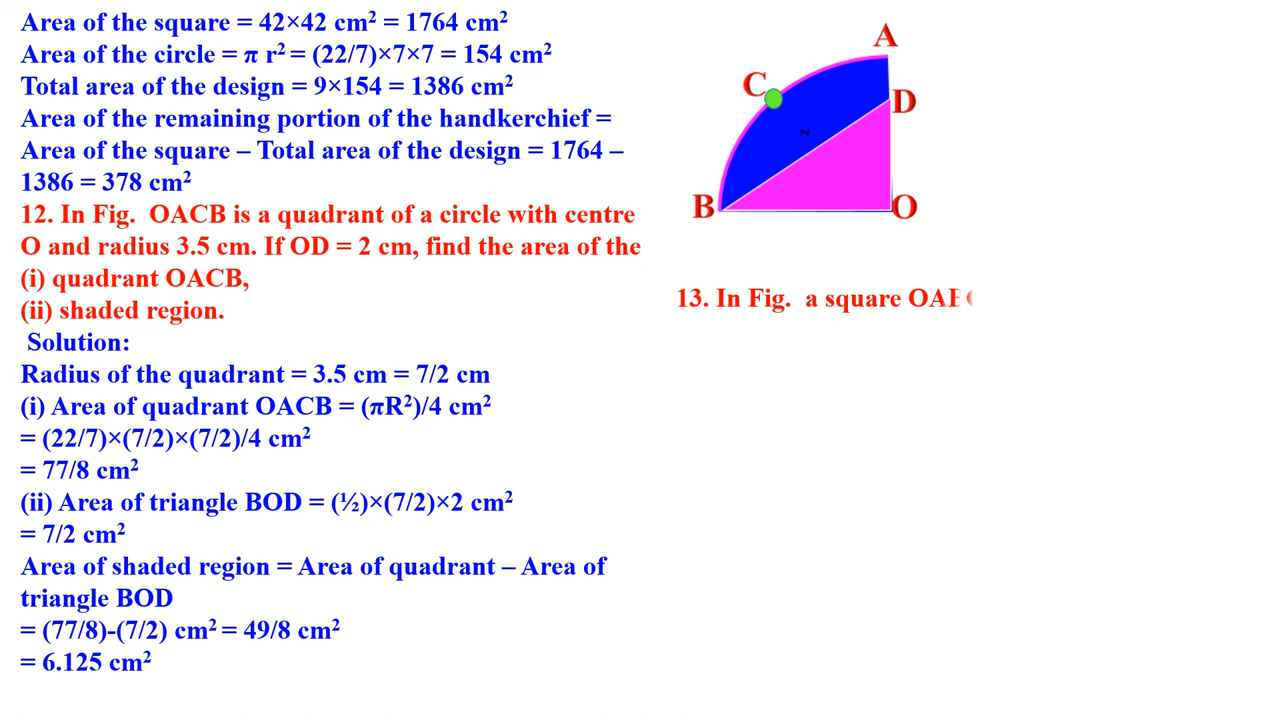 Area of the square = 42×42 cm² = 1764 cm²
Area of the circle = π r² = (22/7)×7×7 = 154 cm²
Total area of the design = 9×154 = 1386 cm²
Area of the remaining portion of the handkerchief =
Area of the square – Total area of the design = 1764 –
1386 = 378 cm²
12. In Fig. OACB is a quadrant of a circle with centre
O and radius 3.5 cm. If OD = 2 cm, find the area of the
(i) quadrant OACB,
(ii) shaded region.
Solution:
Radius of the quadrant = 3.5 cm = 7/2 cm
(i) Area of quadrant OACB = (πR²)/4 cm²
= (22/7)×(7/2)×(7/2)/4 cm²
= 77/8 cm²
(ii) Area of triangle BOD = (½)×(7/2)×2 cm²
= 7/2 cm²
Area of shaded region = Area of quadrant – Area of
triangle BOD
= (77/8)-(7/2) cm² = 49/8 cm²
= 6.125 cm²
A
C
D
2
B
O
13. In Fig. a square